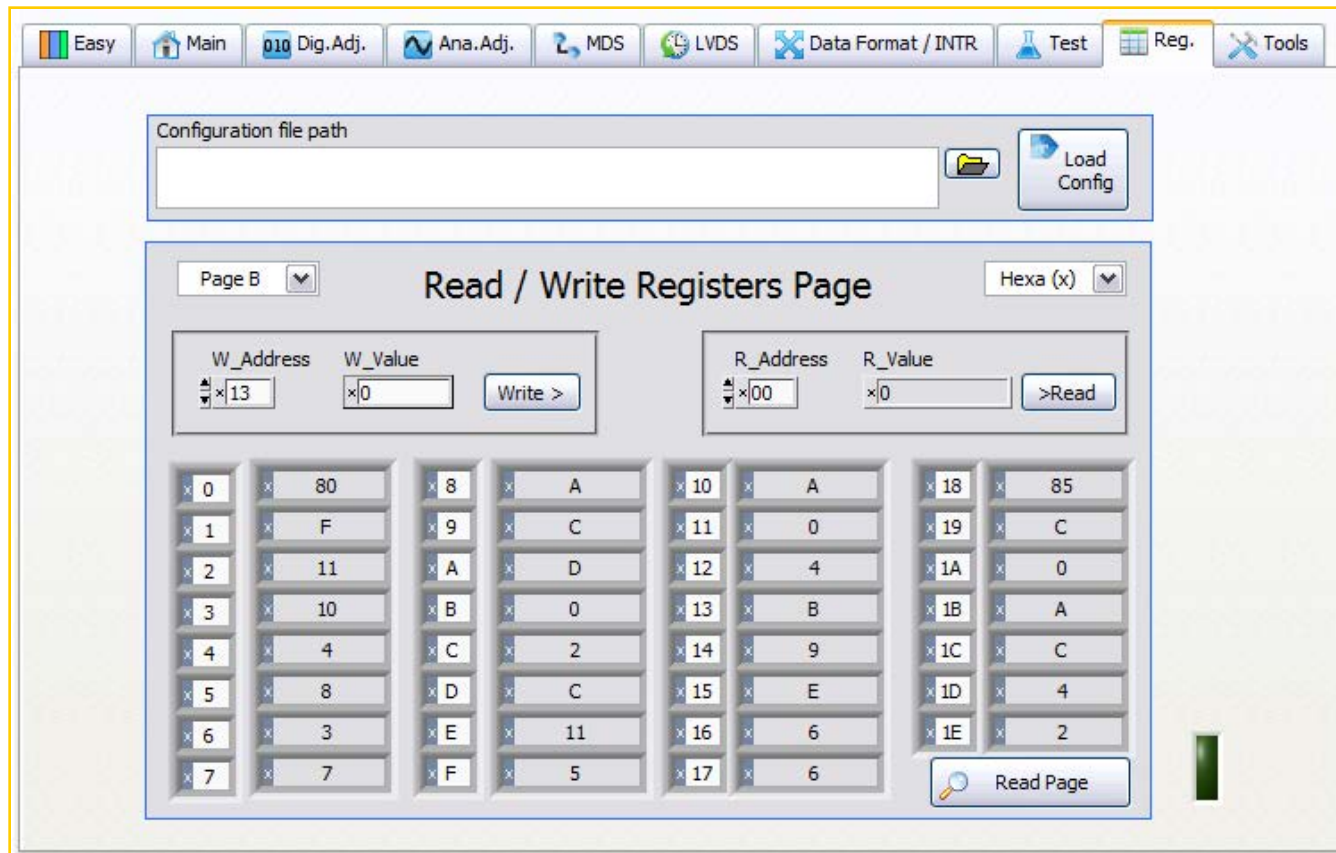 Easy Main 010 Dig.Adj. Ana.Adj. MDS LVDS Data Format / INTR Test Reg. Tools
Configuration file path
Load
Config
Page B Read / Write Registers Page Hexa (x)
W_Address W_Value R_Address R_Value
x 13 x 0 Write > x 00 x 0 >Read
x 0 x 80 x 8 x A x 10 x A x 18 x 85
x 1 x F x 9 x C x 11 x 0 x 19 x C
x 2 x 11 x A x D x 12 x 4 x 1A x 0
x 3 x 10 x B x 0 x 13 x B x 1B x A
x 4 x 4 x C x 2 x 14 x 9 x 1C x C
x 5 x 8 x D x C x 15 x E x 1D x 4
x 6 x 3 x E x 11 x 16 x 6 x 1E x 2
x 7 x 7 x F x 5 x 17 x 6 Read Page